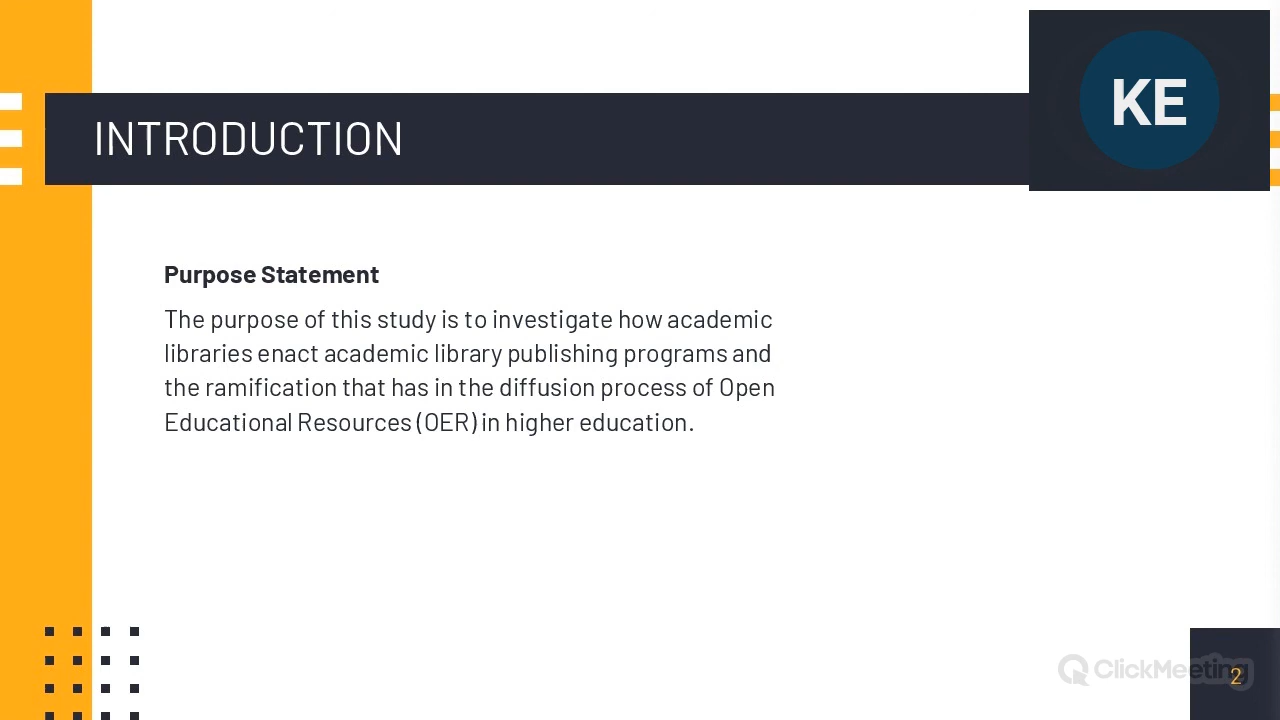 KE
INTRODUCTION
Purpose Statement
The purpose of this study is to investigate how academic
libraries enact academic library publishing programs and
the ramification that has in the diffusion process of Open
Educational Resources (OER) in higher education.
ClickMeeting
2